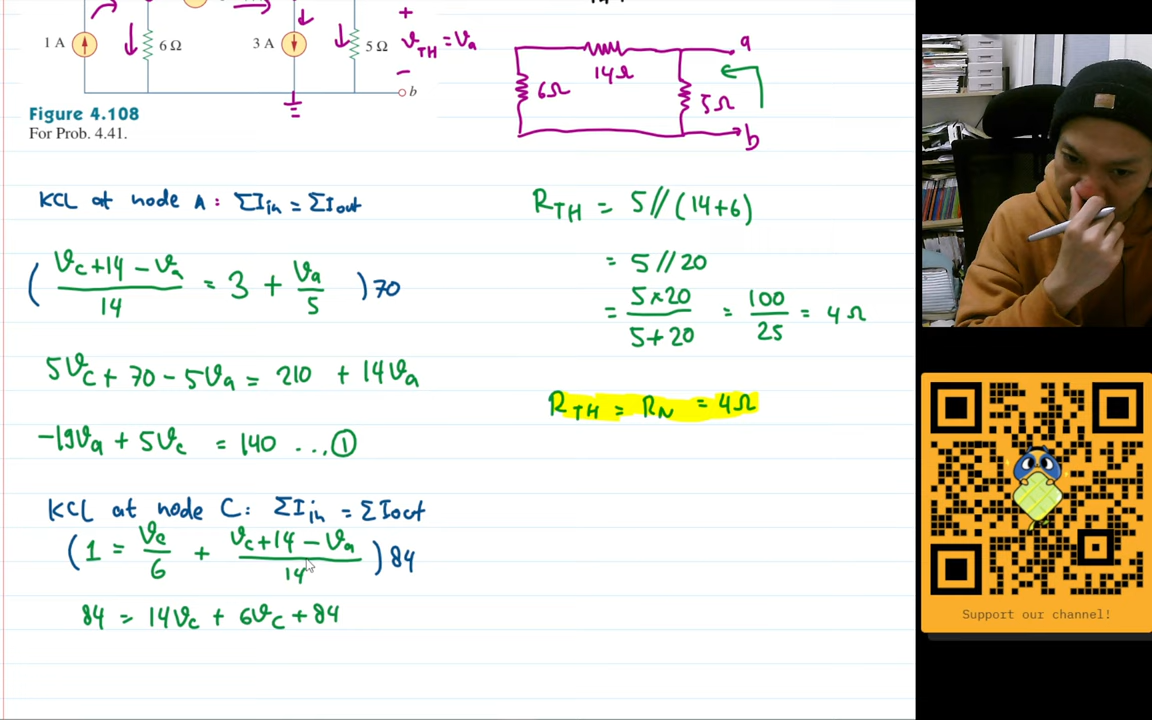 1 A
6 Ω
3 A
5 Ω
+
v_TH = v_a
−
b
Figure 4.108
For Prob. 4.41.
14Ω
a
6Ω
5Ω
b
KCL at node A: ΣI_in = ΣI_out
( (v_c + 14 − v_a)/14 = 3 + v_a/5 ) 70
5v_c + 70 − 5v_a = 210 + 14v_a
−19v_a + 5v_c = 140 ... ①
KCL at node C: ΣI_in = ΣI_out
( 1 = v_c/6 + (v_c + 14 − v_a)/14 ) 84
84 = 14v_c + 6v_c + 84
R_TH = 5 // (14+6)
= 5 // 20
= (5×20)/(5+20) = 100/25 = 4Ω
R_TH = R_N = 4Ω
Support our channel!